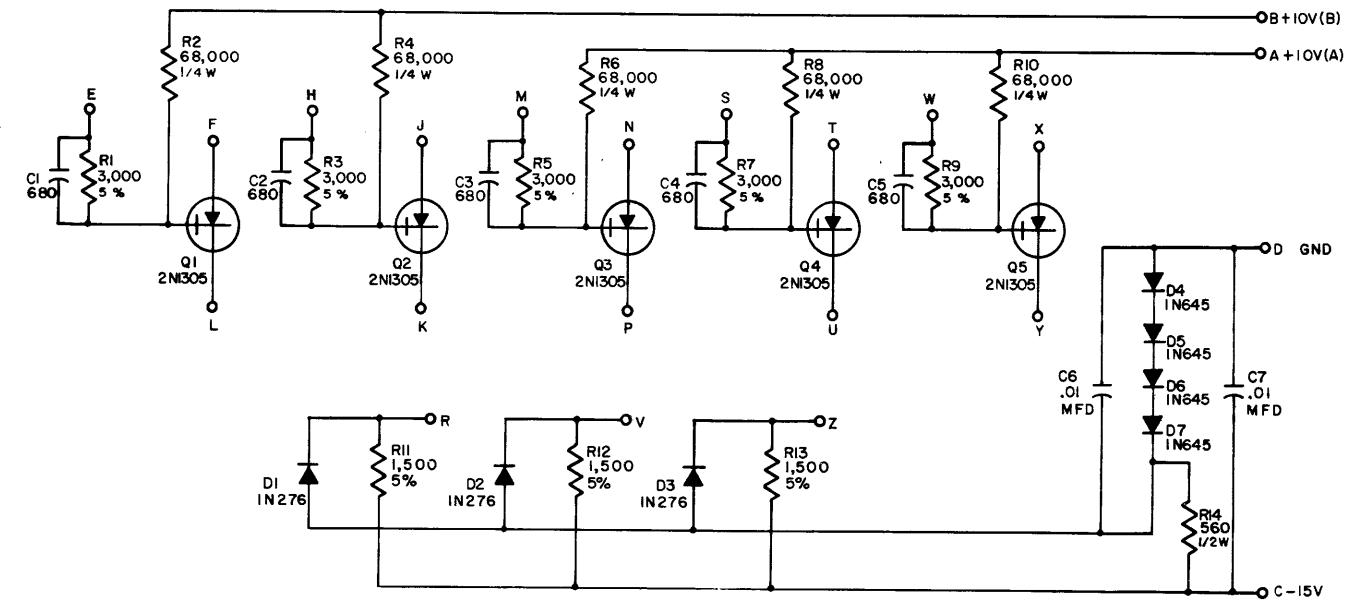 B+10V(B)
A+10V(A)
R2
68,000
1/4 W
R4
68,000
1/4 W
R6
68,000
1/4 W
R8
68,000
1/4 W
R10
68,000
1/4 W
E
F
H
J
M
N
S
T
W
X
C1
680
R1
3,000
5 %
C2
680
R3
3,000
5 %
C3
680
R5
3,000
5 %
C4
680
R7
3,000
5 %
C5
680
R9
3,000
5 %
Q1
2N1305
Q2
2N1305
Q3
2N1305
Q4
2N1305
Q5
2N1305
L
K
P
U
Y
D GND
D4
1N645
D5
1N645
D6
1N645
D7
1N645
C6
.01
MFD
C7
.01
MFD
R
V
Z
D1
1N276
R11
1,500
5%
D2
1N276
R12
1,500
5%
D3
1N276
R13
1,500
5%
R14
560
1/2W
C-15V